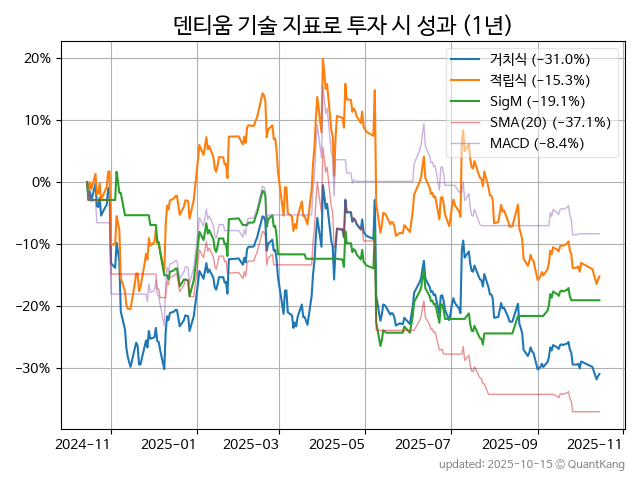 덴티움 기술 지표로 투자 시 성과 (1년)
거치식 (−31.0%)
적립식 (−15.3%)
SigM (−19.1%)
SMA(20) (−37.1%)
MACD (−8.4%)
20%
10%
0%
−10%
−20%
−30%
2024-11
2025-01
2025-03
2025-05
2025-07
2025-09
2025-11
updated: 2025-10-15 © QuantKang